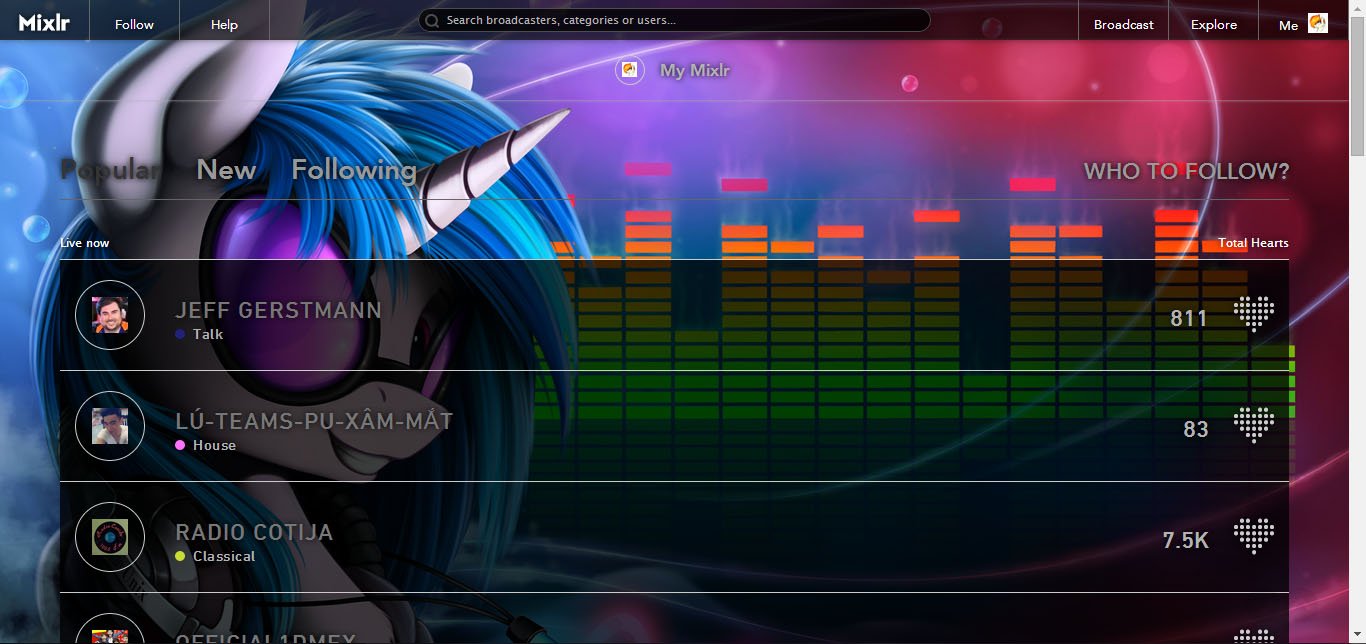 Mixlr Follow Help Search broadcasters, categories or users... Broadcast Explore Me
My Mixlr
Popular New Following WHO TO FOLLOW?
Live now Total Hearts
JEFF GERSTMANN
Talk
811
LÚ-TEAMS-PU-XÂM-MẮT
House
83
RADIO COTIJA
Classical
7.5K
OFFICIAL1DMEX